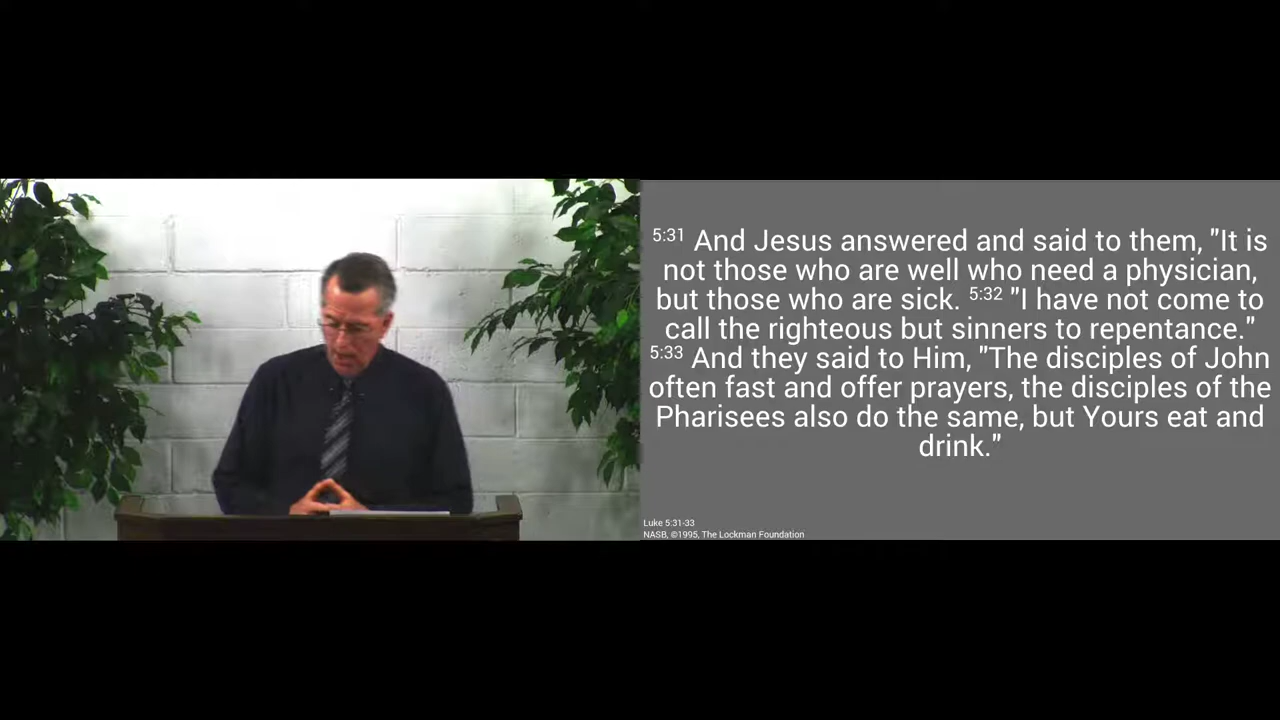 5:31 And Jesus answered and said to them, "It is
not those who are well who need a physician,
but those who are sick. 5:32 "I have not come to
call the righteous but sinners to repentance."
5:33 And they said to Him, "The disciples of John
often fast and offer prayers, the disciples of the
Pharisees also do the same, but Yours eat and
drink."
Luke 5:31-33
NASB, ©1995, The Lockman Foundation